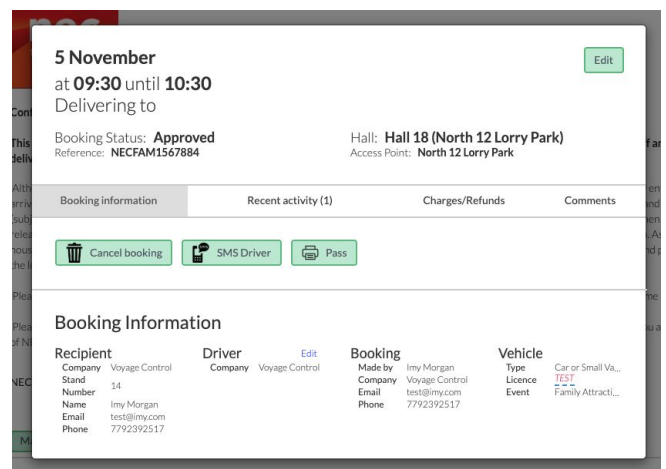 nec
5 November
at 09:30 until 10:30
Delivering to
Edit
Booking Status: Approved
Reference: NECFAM1567884
Hall: Hall 18 (North 12 Lorry Park)
Access Point: North 12 Lorry Park
Booking information Recent activity (1) Charges/Refunds Comments
Cancel booking SMS Driver Pass
Booking Information
Recipient
Company Voyage Control
Stand Number 14
Name Imy Morgan
Email test@imy.com
Phone 7792392517
Driver Edit
Company Voyage Control
Booking
Made by Imy Morgan
Company Voyage Control
Email test@imy.com
Phone 7792392517
Vehicle
Type Car or Small Va...
Licence TEST
Event Family Attracti...
This
NEC